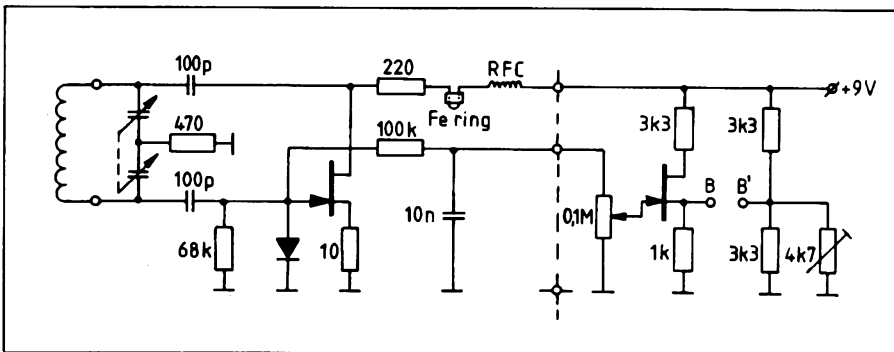 100p
220
RFC
+9V
Fe ring
470
100k
3k3
3k3
100p
B
B'
68k
10
10n
0,1M
1k
3k3
4k7